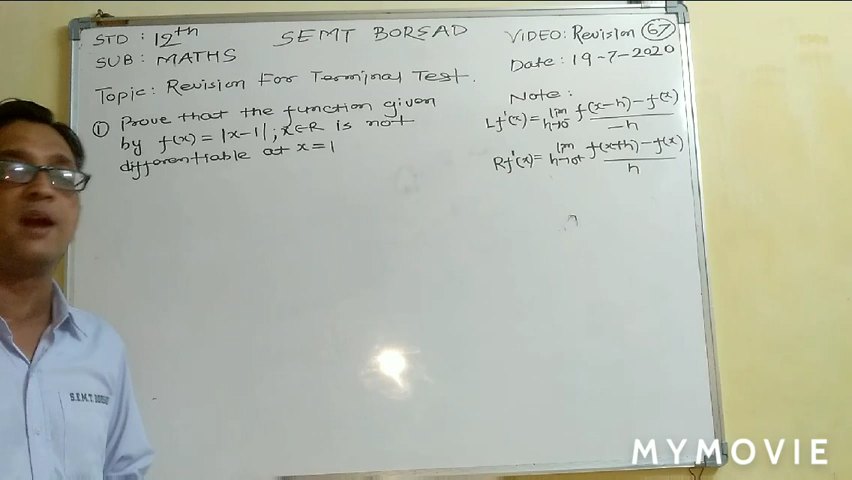 STD : 12th
SEMT BORSAD
VIDEO: Revision 67
SUB : MATHS
Date : 19-7-2020
Topic: Revision For Terminal Test.
① Prove that the function given
by f(x) = |x-1| ; x∈R is not
differentiable at x=1
Note :
Lf'(x) = lim h→0⁻ f(x-h)-f(x) / -h
Rf'(x) = lim h→0⁺ f(x+h)-f(x) / h
S.E.M.T.
MYMOVIE